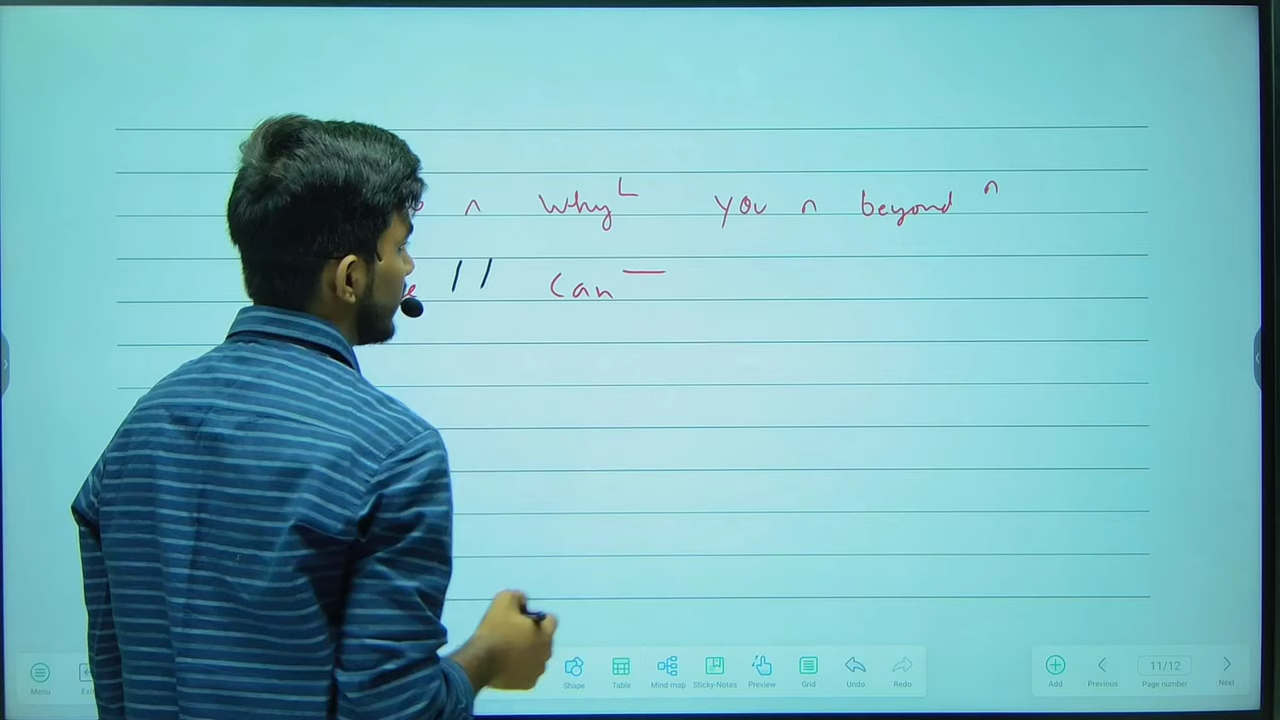 Why you beyond
Can
Menu Shape Table Mind map Sticky-Notes Preview Grid Undo Redo Add Previous 11/12 Page number Next